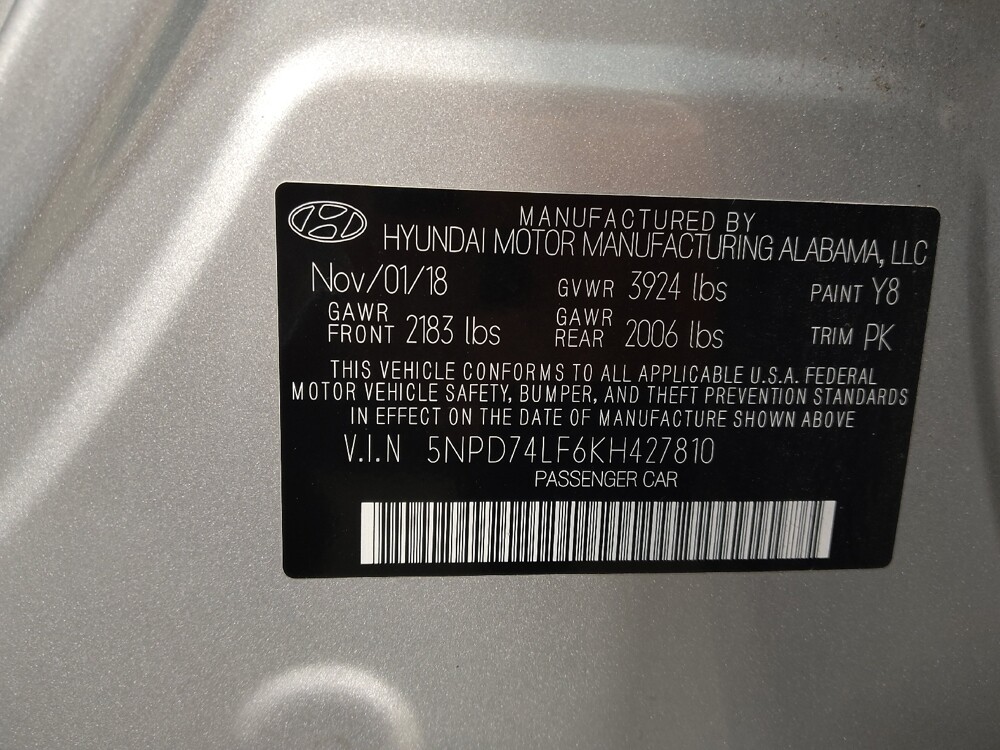 MANUFACTURED BY
HYUNDAI MOTOR MANUFACTURING ALABAMA, LLC
Nov/01/18 GVWR 3924 lbs PAINT Y8
GAWR FRONT 2183 lbs GAWR REAR 2006 lbs TRIM PK
THIS VEHICLE CONFORMS TO ALL APPLICABLE U.S.A. FEDERAL
MOTOR VEHICLE SAFETY, BUMPER, AND THEFT PREVENTION STANDARDS
IN EFFECT ON THE DATE OF MANUFACTURE SHOWN ABOVE
V.I.N 5NPD74LF6KH427810
PASSENGER CAR